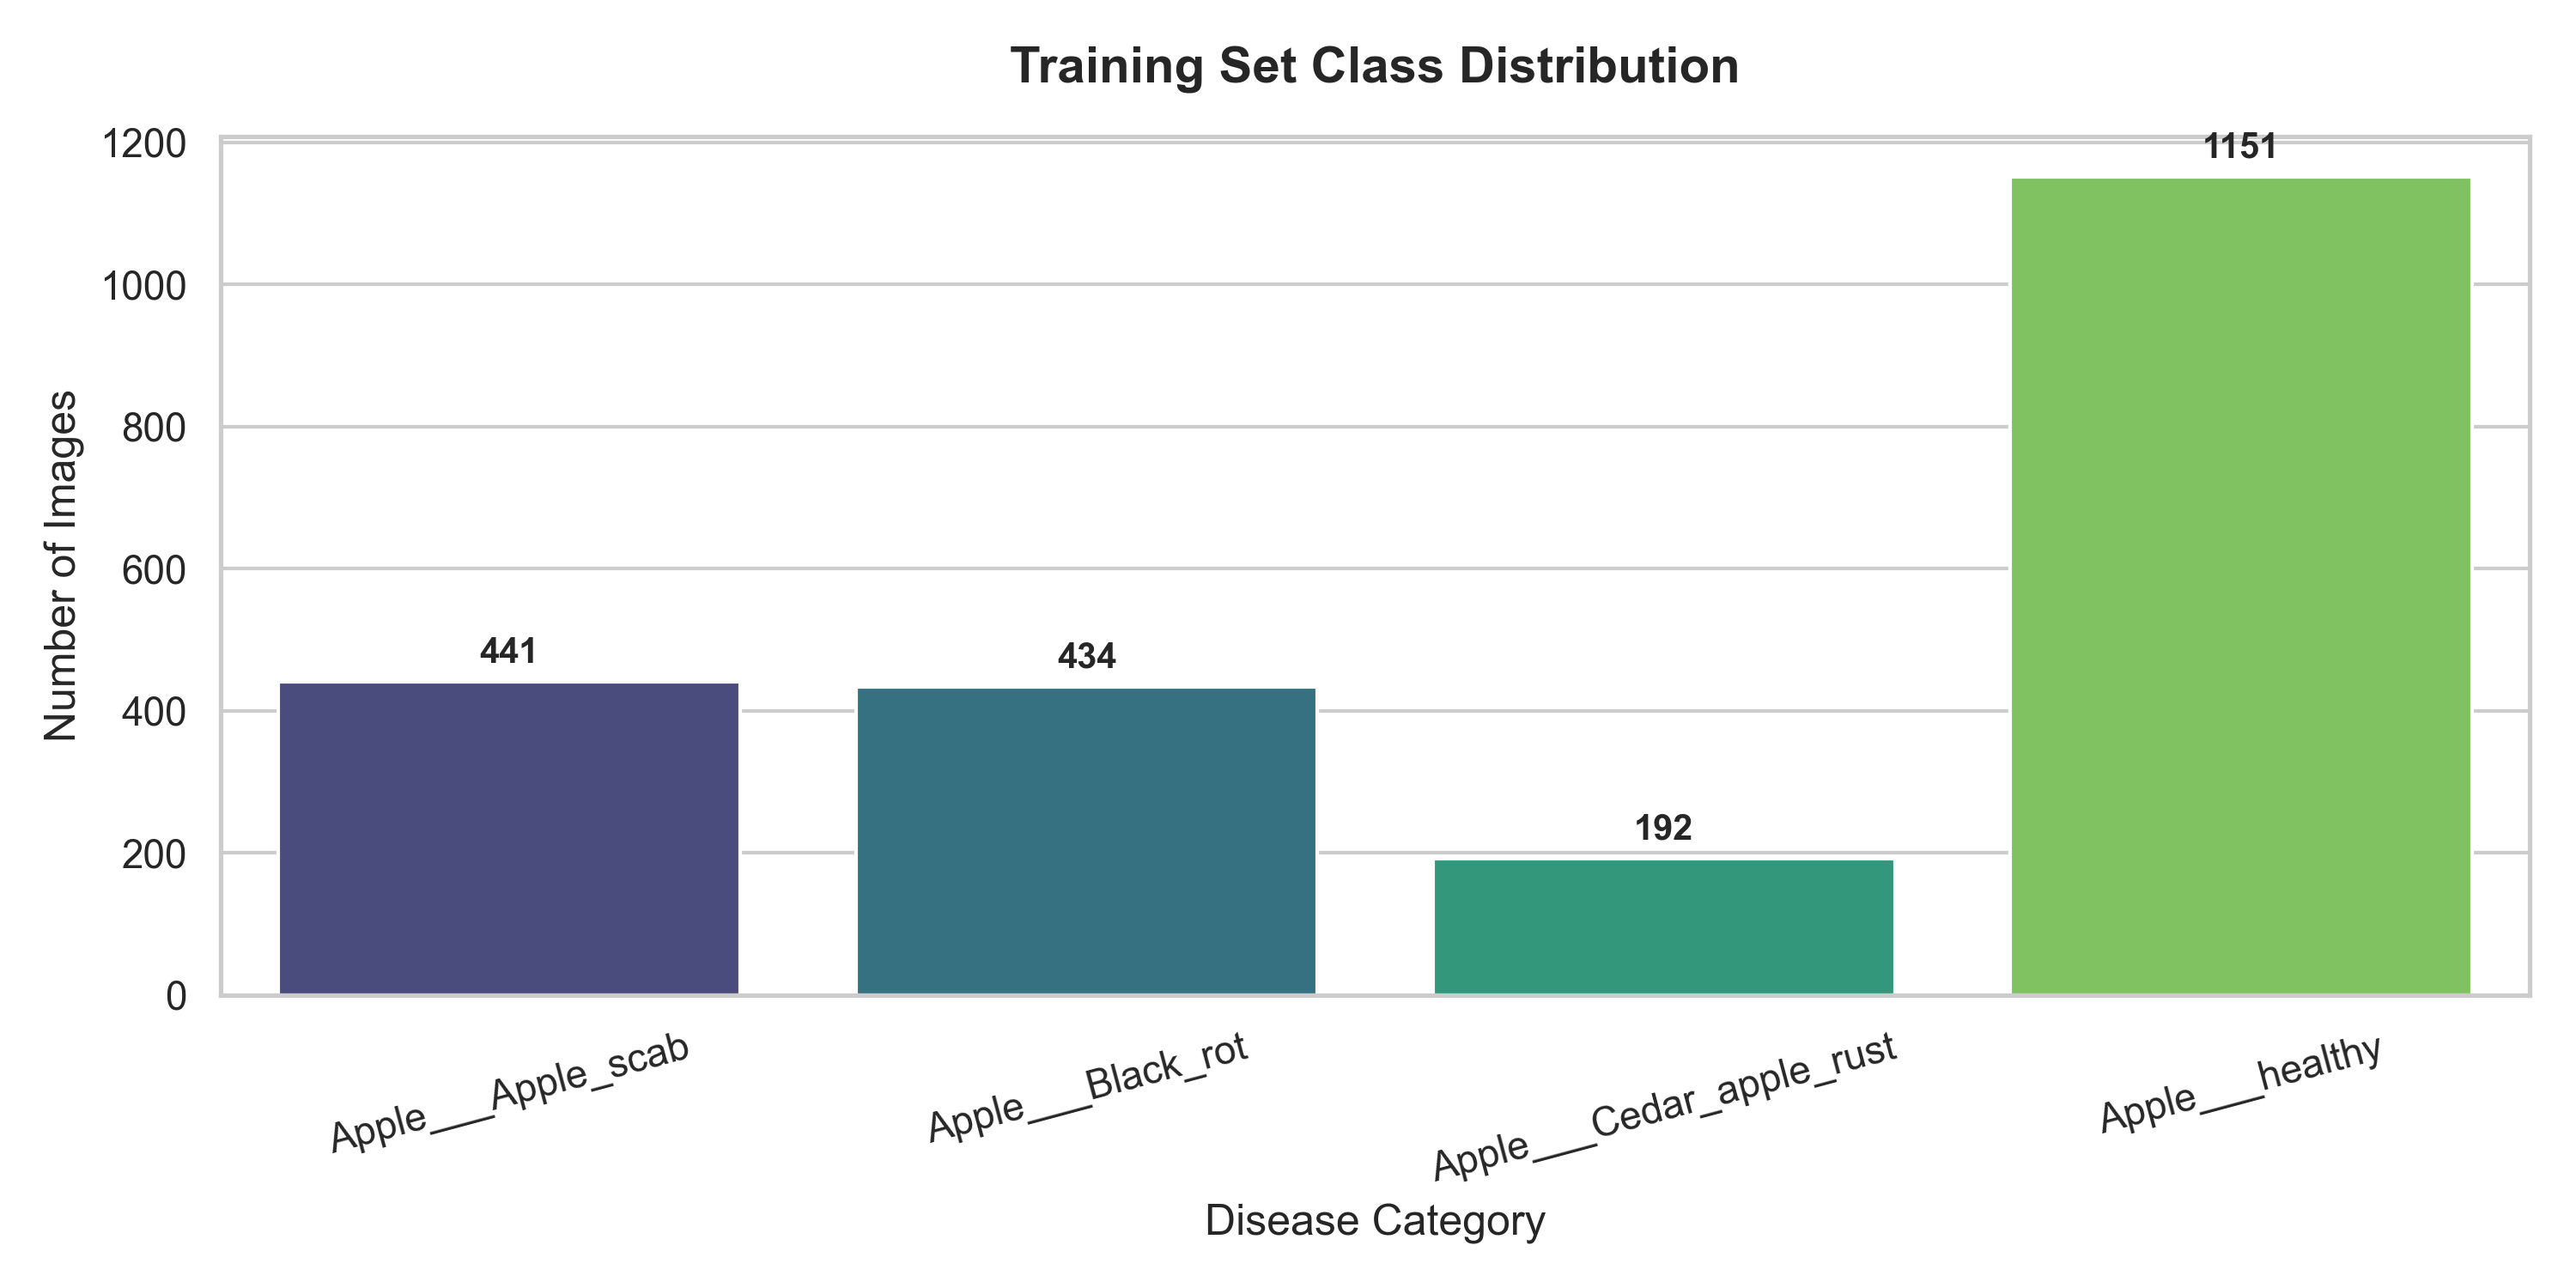 Training Set Class Distribution
Number of Images
1200
1000
800
600
400
200
0
441
434
192
1151
Apple___Apple_scab
Apple___Black_rot
Apple___Cedar_apple_rust
Apple___healthy
Disease Category